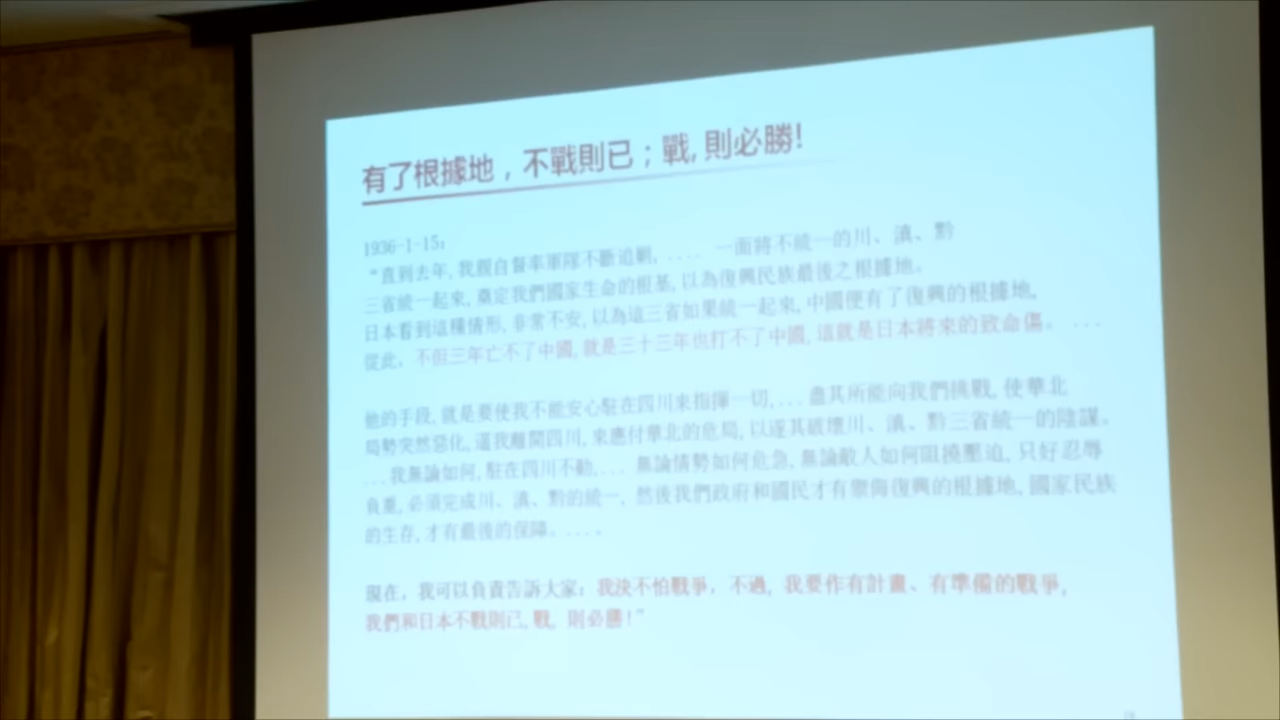 有了根據地，不戰則已；戰, 則必勝!
1936-1-15:
“直到去年, 我親自督率軍隊不斷追剿, .... 一面將不統一的川、滇、黔
三省統一起來, 奠定我們國家生命的根基, 以為復興民族最後之根據地。
日本看到這種情形, 非常不安, 以為這三省如果統一起來, 中國便有了復興的根據地,
從此, 不但三年亡不了中國, 就是三十三年也打不了中國, 這就是日本將來的致命傷。 ...
他的手段, 就是要使我不能安心駐在四川來指揮一切, ... 盡其所能向我們挑戰, 使華北
局勢突然惡化, 逼我離開四川, 來應付華北的危局, 以遂其破壞川、滇、黔三省統一的陰謀。
...我無論如何, 駐在四川不動, ... 無論情勢如何危急, 無論敵人如何阻撓壓迫, 只好忍辱
負重, 必須完成川、滇、黔的統一, 然後我們政府和國民才有禦侮復興的根據地, 國家民族
的生存, 才有最後的保障。....。
現在, 我可以負責告訴大家: 我決不怕戰爭, 不過, 我要作有計畫、有準備的戰爭,
我們和日本不戰則已, 戰, 則必勝!”